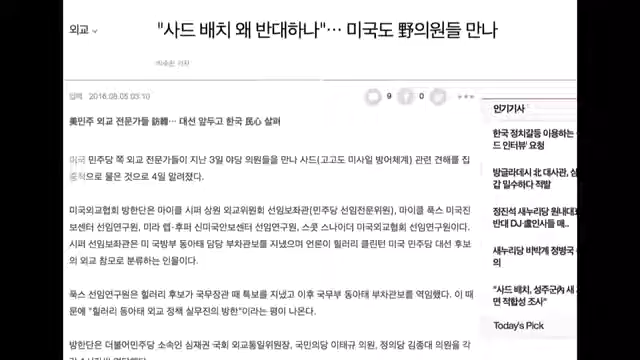 외교
"사드 배치 왜 반대하나"… 미국도 野의원들 만나
입력 2016.08.05 03:10
9
0
美민주 외교 전문가들 訪韓… 대선 앞두고 한국 民心 살펴
미국 민주당 쪽 외교 전문가들이 지난 3일 야당 의원들을 만나 사드(고고도 미사일 방어체계) 관련 견해를 집
중적으로 물은 것으로 4일 알려졌다.
미국외교협회 방한단은 마이클 시퍼 상원 외교위원회 선임보좌관(민주당 선임전문위원), 마이클 푹스 미국진
보센터 선임연구원, 미라 랩-후퍼 신미국안보센터 선임연구원, 스콧 스나이더 미국외교협회 선임연구원이다.
시퍼 선임보좌관은 미 국방부 동아태 담당 부차관보를 지냈으며 언론이 힐러리 클린턴 미국 민주당 대선 후보
의 외교 참모로 분류하는 인물이다.
푹스 선임연구원은 힐러리 후보가 국무장관 때 특보를 지냈고 이후 국무부 동아태 부차관보를 역임했다. 이 때
문에 "힐러리 동아태 외교 정책 실무진의 방한"이라는 평이 나온다.
방한단은 더불어민주당 소속인 심재권 국회 외교통일위원장, 국민의당 이태규 의원, 정의당 김종대 의원을 각
인기기사
한국 정치갈등 이용하는
드 인터뷰' 요청
방글라데시 北 대사관, 심
갑 밀수하다 적발
정진석 새누리당 원내대표
반대 DJ·盧인사들 매..
새누리당 비박계 정병국
의
"사드 배치, 성주군內 새
면 적합성 조사"
Today's Pick